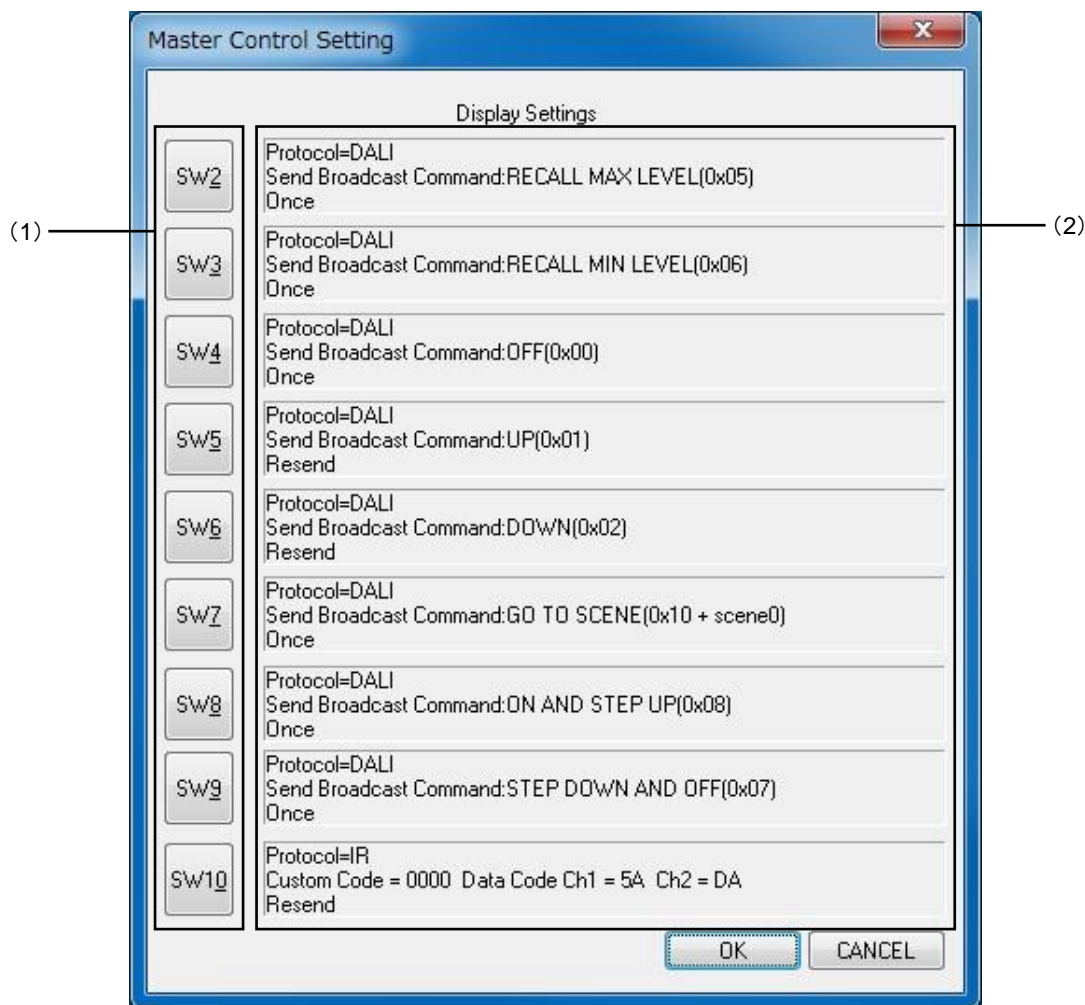 Master Control Setting
Display Settings
(1)
(2)
SW2
Protocol=DALI
Send Broadcast Command:RECALL MAX LEVEL(0x05)
Once
SW3
Protocol=DALI
Send Broadcast Command:RECALL MIN LEVEL(0x06)
Once
SW4
Protocol=DALI
Send Broadcast Command:OFF(0x00)
Once
SW5
Protocol=DALI
Send Broadcast Command:UP(0x01)
Resend
SW6
Protocol=DALI
Send Broadcast Command:DOWN(0x02)
Resend
SW7
Protocol=DALI
Send Broadcast Command:GO TO SCENE(0x10 + scene0)
Once
SW8
Protocol=DALI
Send Broadcast Command:ON AND STEP UP(0x08)
Once
SW9
Protocol=DALI
Send Broadcast Command:STEP DOWN AND OFF(0x07)
Once
SW10
Protocol=IR
Custom Code = 0000  Data Code Ch1 = 5A  Ch2 = DA
Resend
OK
CANCEL